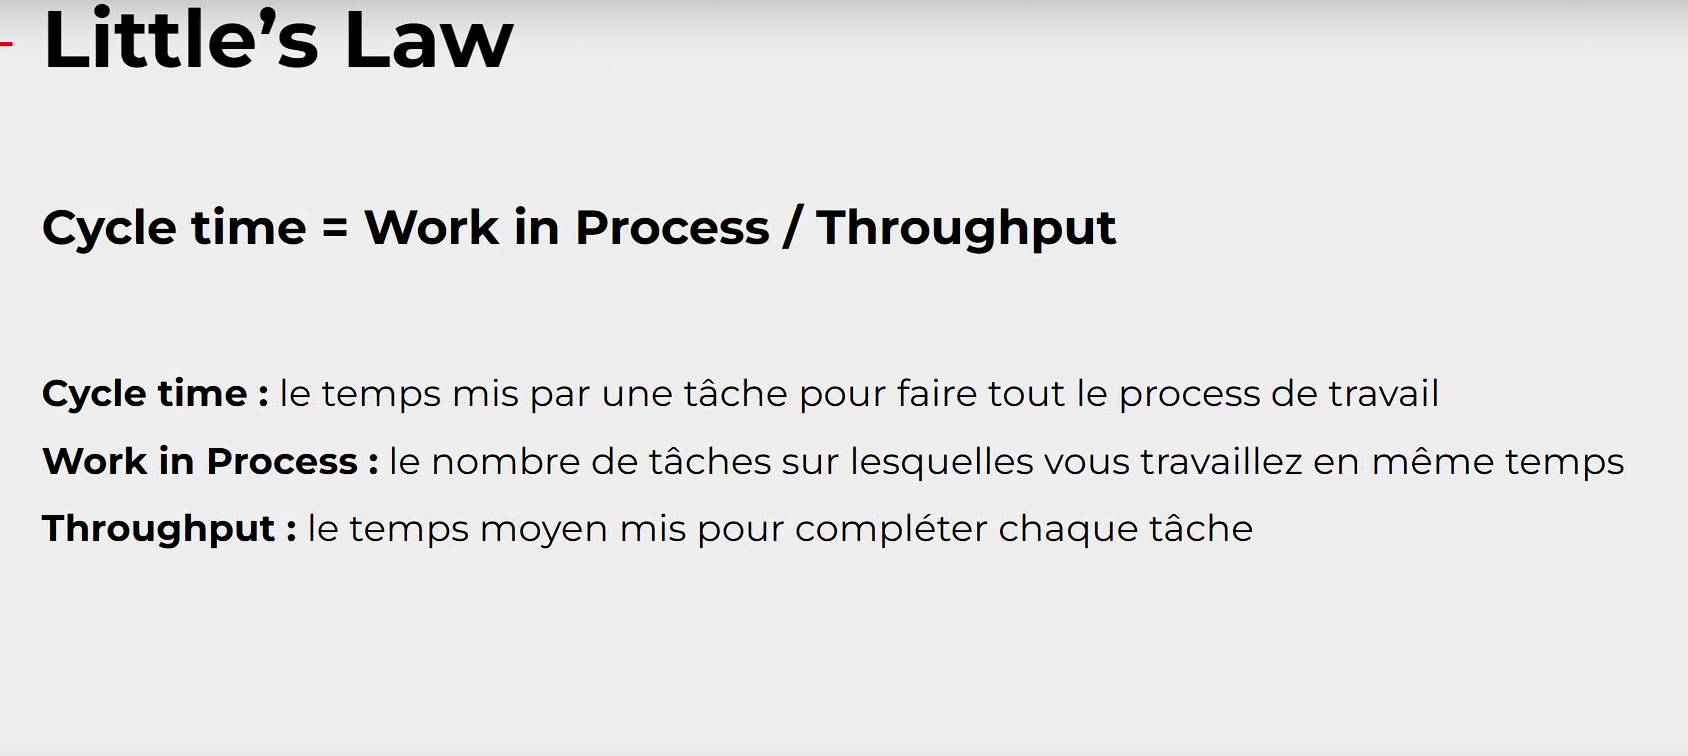 Little’s Law
Cycle time = Work in Process / Throughput
Cycle time : le temps mis par une tâche pour faire tout le process de travail
Work in Process : le nombre de tâches sur lesquelles vous travaillez en même temps
Throughput : le temps moyen mis pour compléter chaque tâche